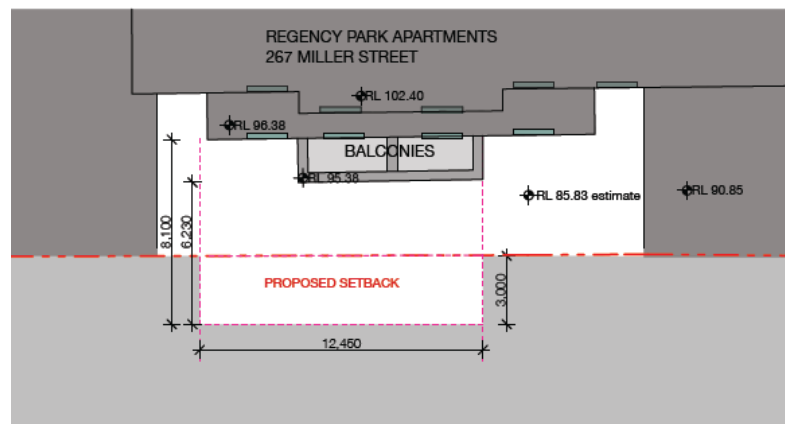 REGENCY PARK APARTMENTS
267 MILLER STREET
RL 102.40
RL 96.38
BALCONIES
RL 95.38
RL 85.83 estimate
RL 90.85
8,100
6,230
PROPOSED SETBACK
3,000
12,450